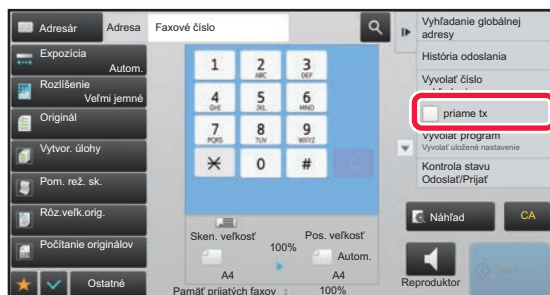 Adresár
Adresa
Faxové číslo
Expozícia
Autom.
Rozlíšenie
Veľmi jemné
Originál
Vytvor. úlohy
Pom. rež. sk.
Rôz.veľk.orig.
Počítanie originálov
Ostatné
1
2
ABC
3
DEF
4
GHI
5
JKL
6
MNO
7
PQRS
8
TUV
9
WXYZ
0
#
Sken. veľkosť
100%
Pos. veľkosť
Autom.
A4
A4
Pamäť prijatých faxov :
100%
Vyhľadanie globálnej
adresy
História odoslania
Vyvolať číslo
priame tx
Vyvolať program
Vyvolať uložené nastavenie
Kontrola stavu
Odoslať/Prijať
Náhľad
CA
Reproduktor
Štart